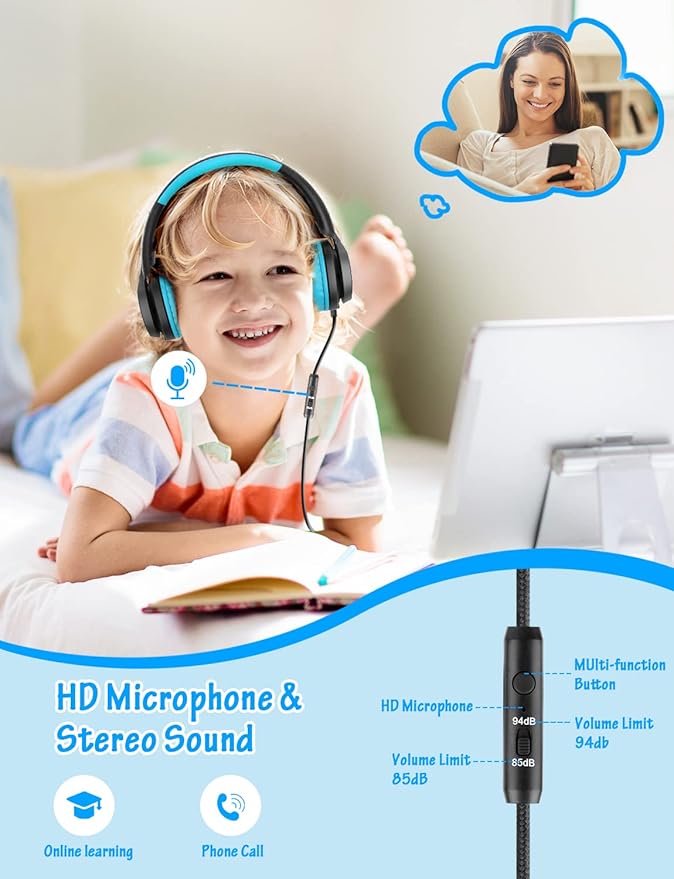 HD Microphone &
Stereo Sound
Online learning
Phone Call
MUlti-function
Button
HD Microphone
94dB
Volume Limit
94db
Volume Limit
85dB
85dB